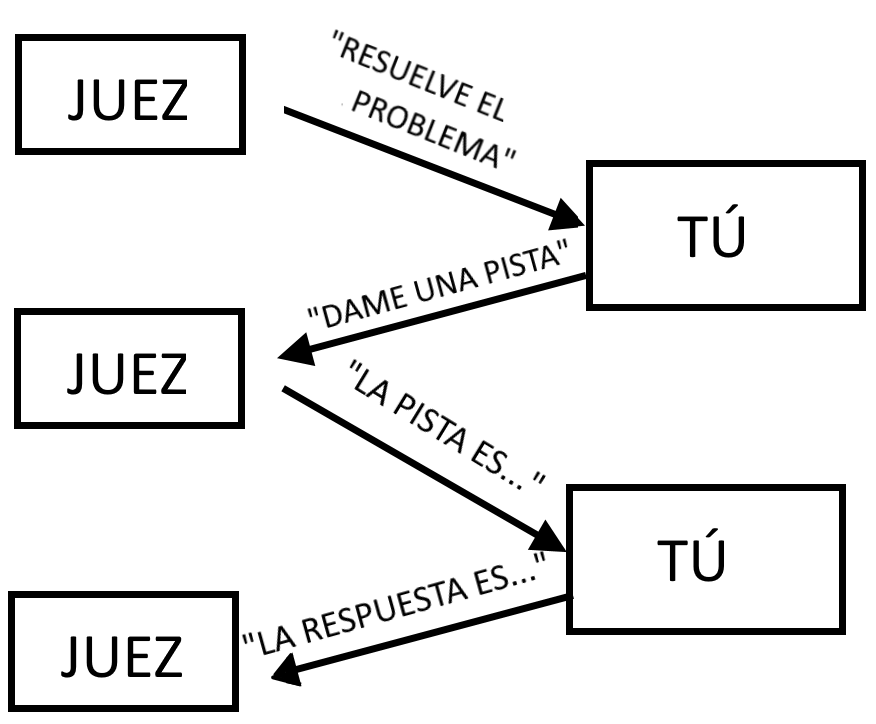 JUEZ
"RESUELVE EL
PROBLEMA"
TÚ
"DAME UNA PISTA"
JUEZ
"LA PISTA ES... "
TÚ
"LA RESPUESTA ES..."
JUEZ